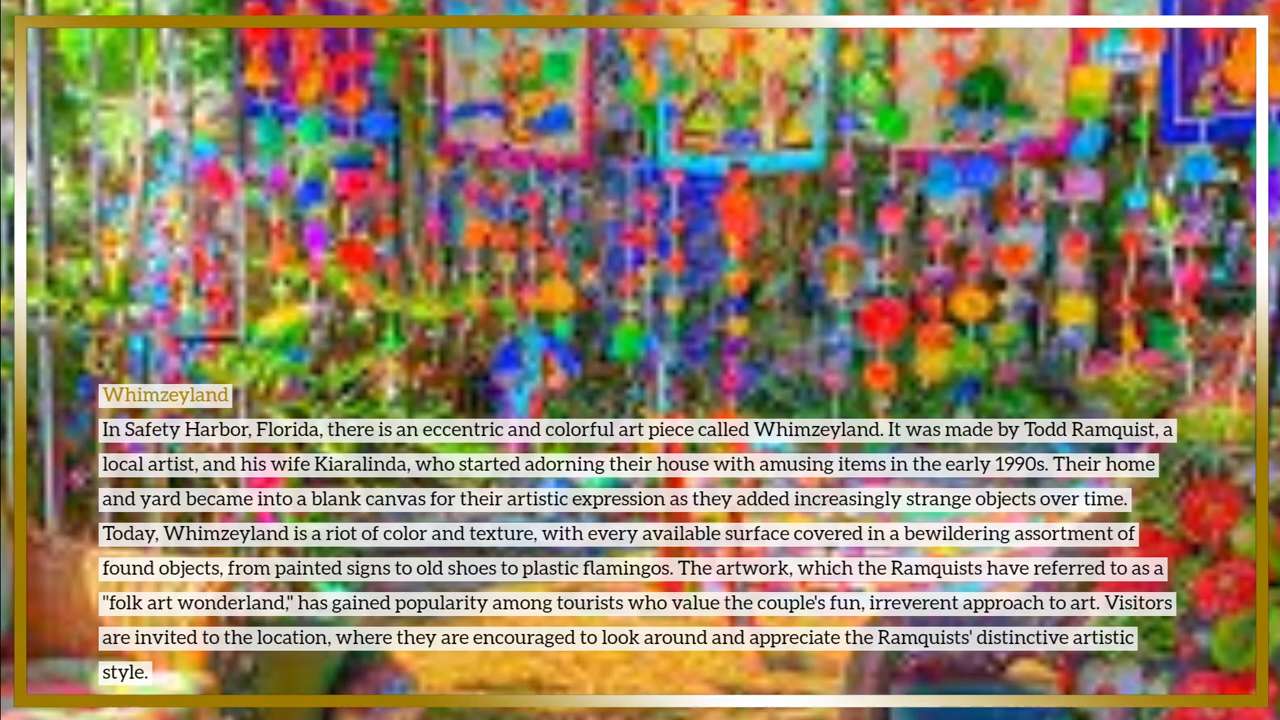 Whimzeyland
In Safety Harbor, Florida, there is an eccentric and colorful art piece called Whimzeyland. It was made by Todd Ramquist, a
local artist, and his wife Kiaralinda, who started adorning their house with amusing items in the early 1990s. Their home
and yard became into a blank canvas for their artistic expression as they added increasingly strange objects over time.
Today, Whimzeyland is a riot of color and texture, with every available surface covered in a bewildering assortment of
found objects, from painted signs to old shoes to plastic flamingos. The artwork, which the Ramquists have referred to as a
"folk art wonderland," has gained popularity among tourists who value the couple's fun, irreverent approach to art. Visitors
are invited to the location, where they are encouraged to look around and appreciate the Ramquists' distinctive artistic
style.